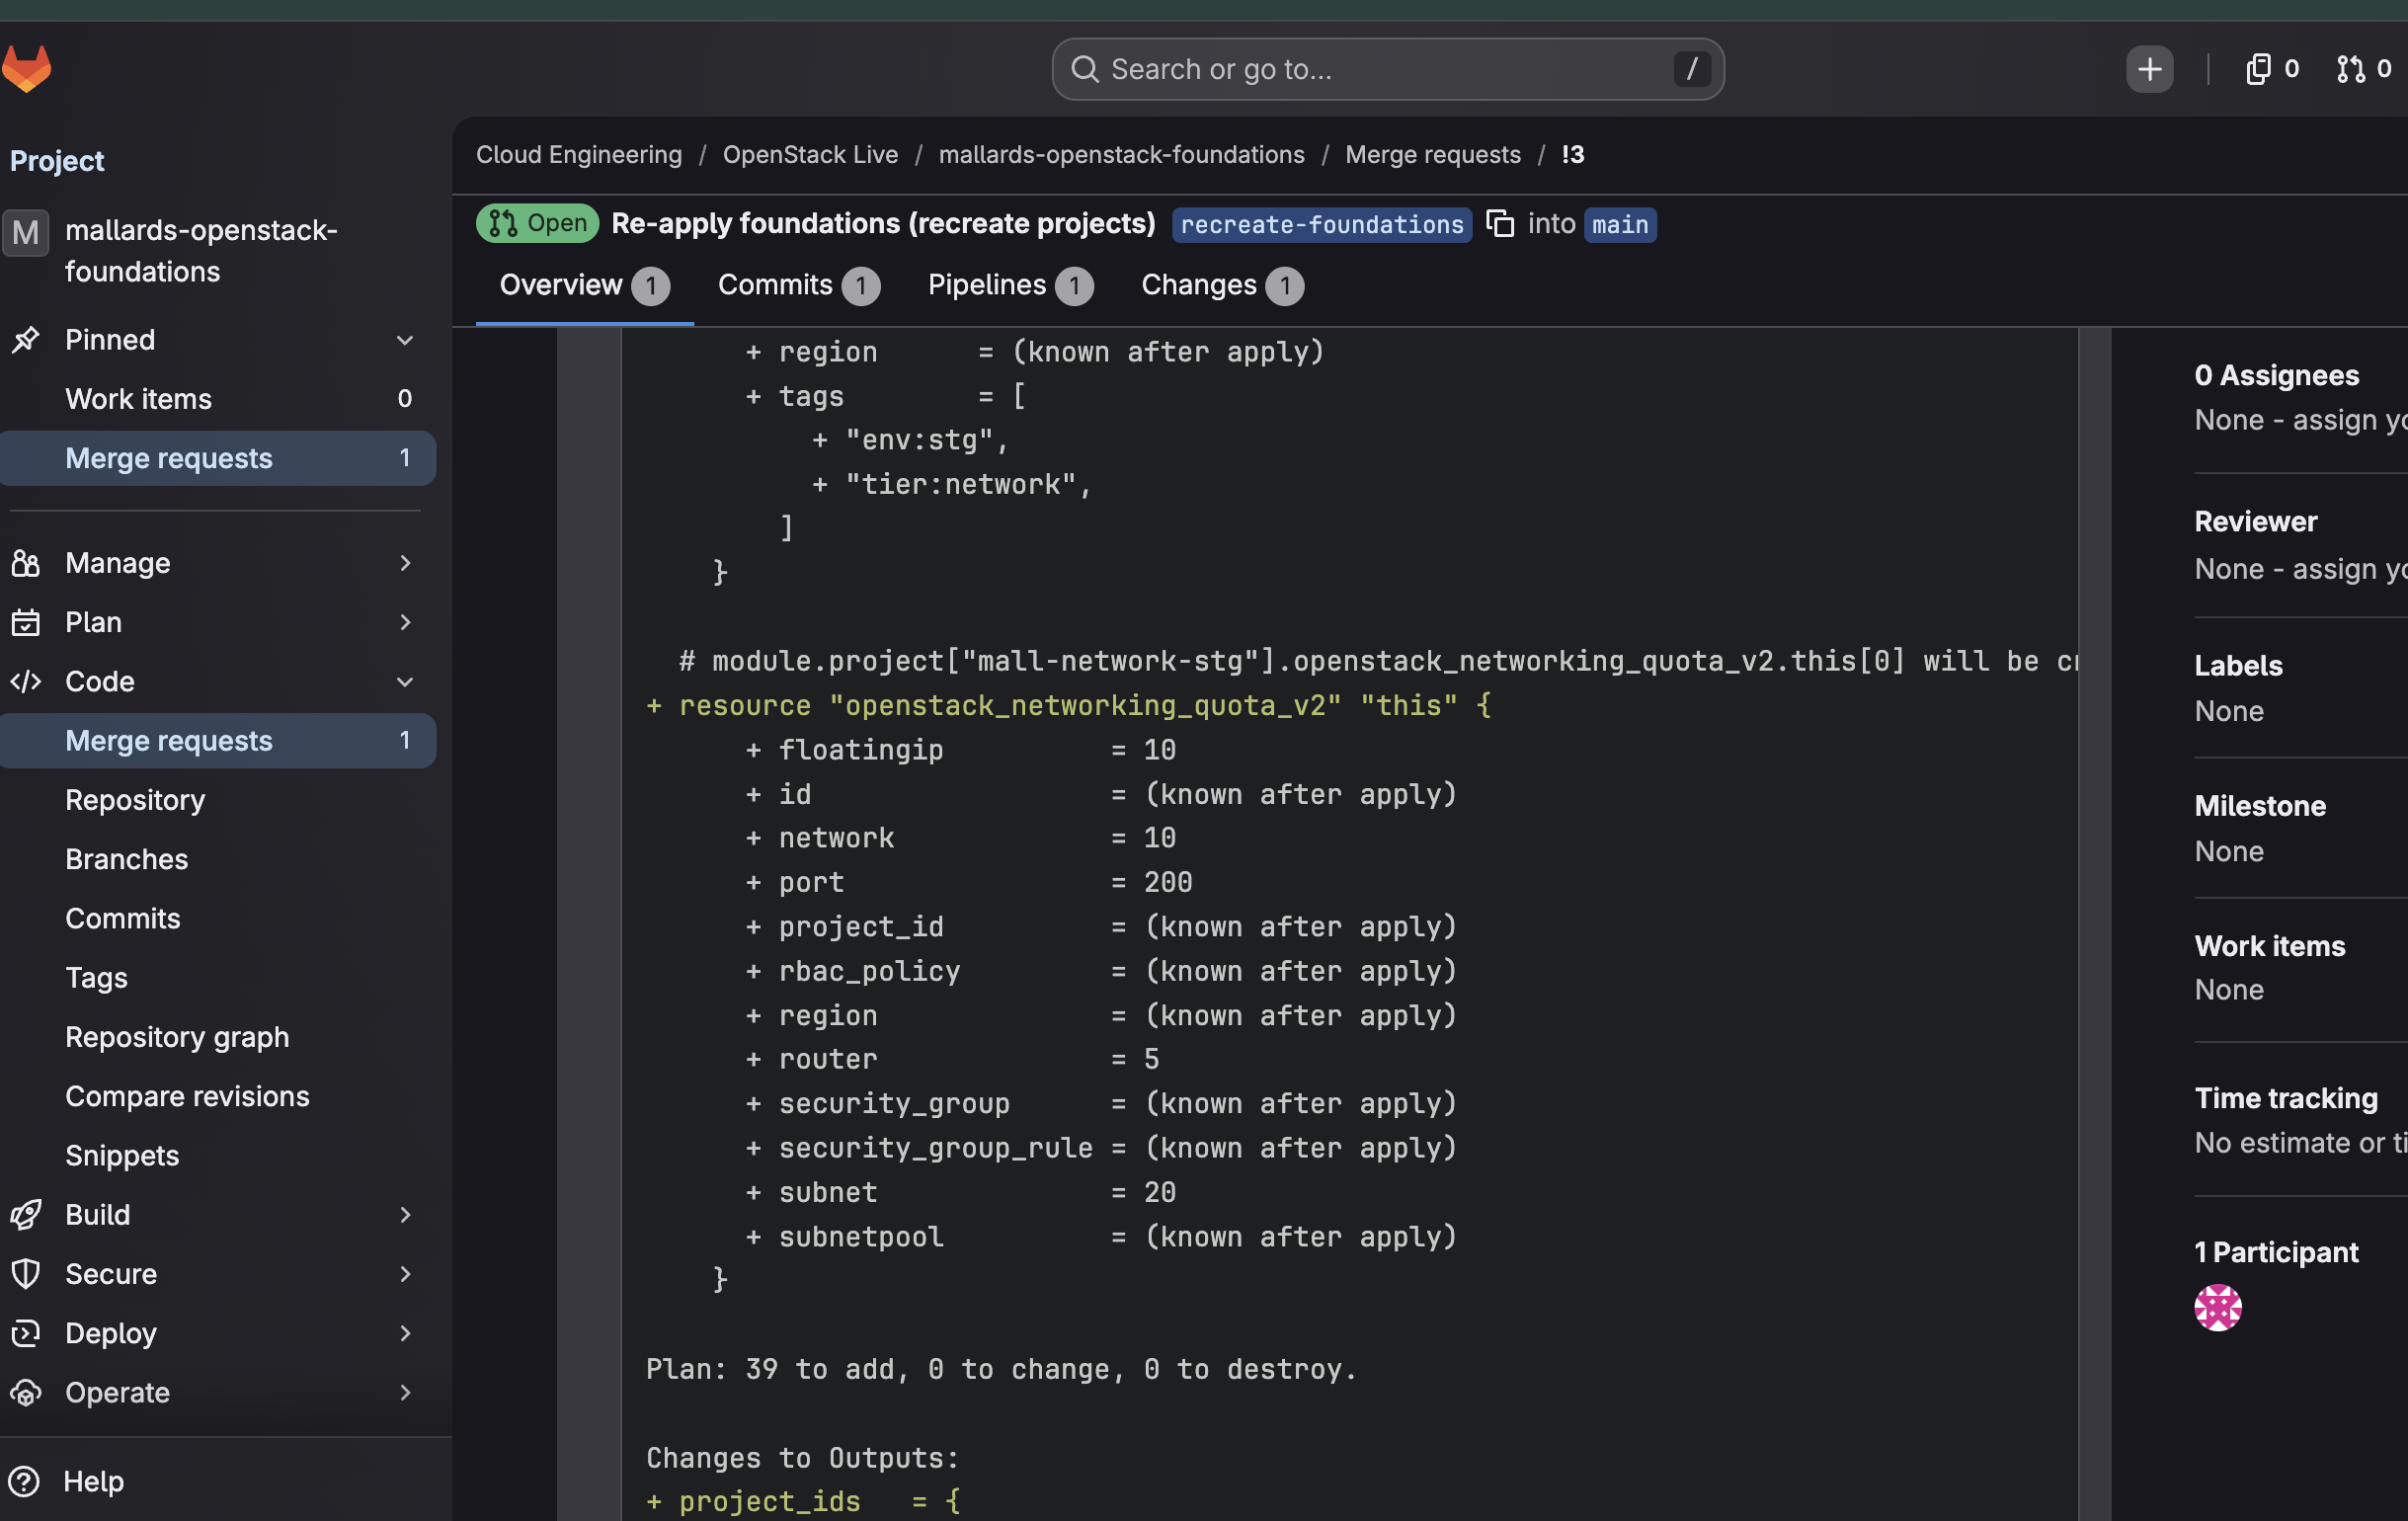 Search or go to...
/
0
0
Project
M
mallards-openstack-
foundations
Pinned
Work items 0
Merge requests 1
Manage
Plan
Code
Merge requests 1
Repository
Branches
Commits
Tags
Repository graph
Compare revisions
Snippets
Build
Secure
Deploy
Operate
Help
Cloud Engineering / OpenStack Live / mallards-openstack-foundations / Merge requests / !3
Open Re-apply foundations (recreate projects) recreate-foundations into main
Overview 1 Commits 1 Pipelines 1 Changes 1
+ region = (known after apply)
+ tags = [
+ "env:stg",
+ "tier:network",
]
}
# module.project["mall-network-stg"].openstack_networking_quota_v2.this[0] will be
+ resource "openstack_networking_quota_v2" "this" {
+ floatingip = 10
+ id = (known after apply)
+ network = 10
+ port = 200
+ project_id = (known after apply)
+ rbac_policy = (known after apply)
+ region = (known after apply)
+ router = 5
+ security_group = (known after apply)
+ security_group_rule = (known after apply)
+ subnet = 20
+ subnetpool = (known after apply)
}
Plan: 39 to add, 0 to change, 0 to destroy.
Changes to Outputs:
+ project_ids = {
0 Assignees
None - assign
Reviewer
None - assign
Labels
None
Milestone
None
Work items
None
Time tracking
No estimate or
1 Participant